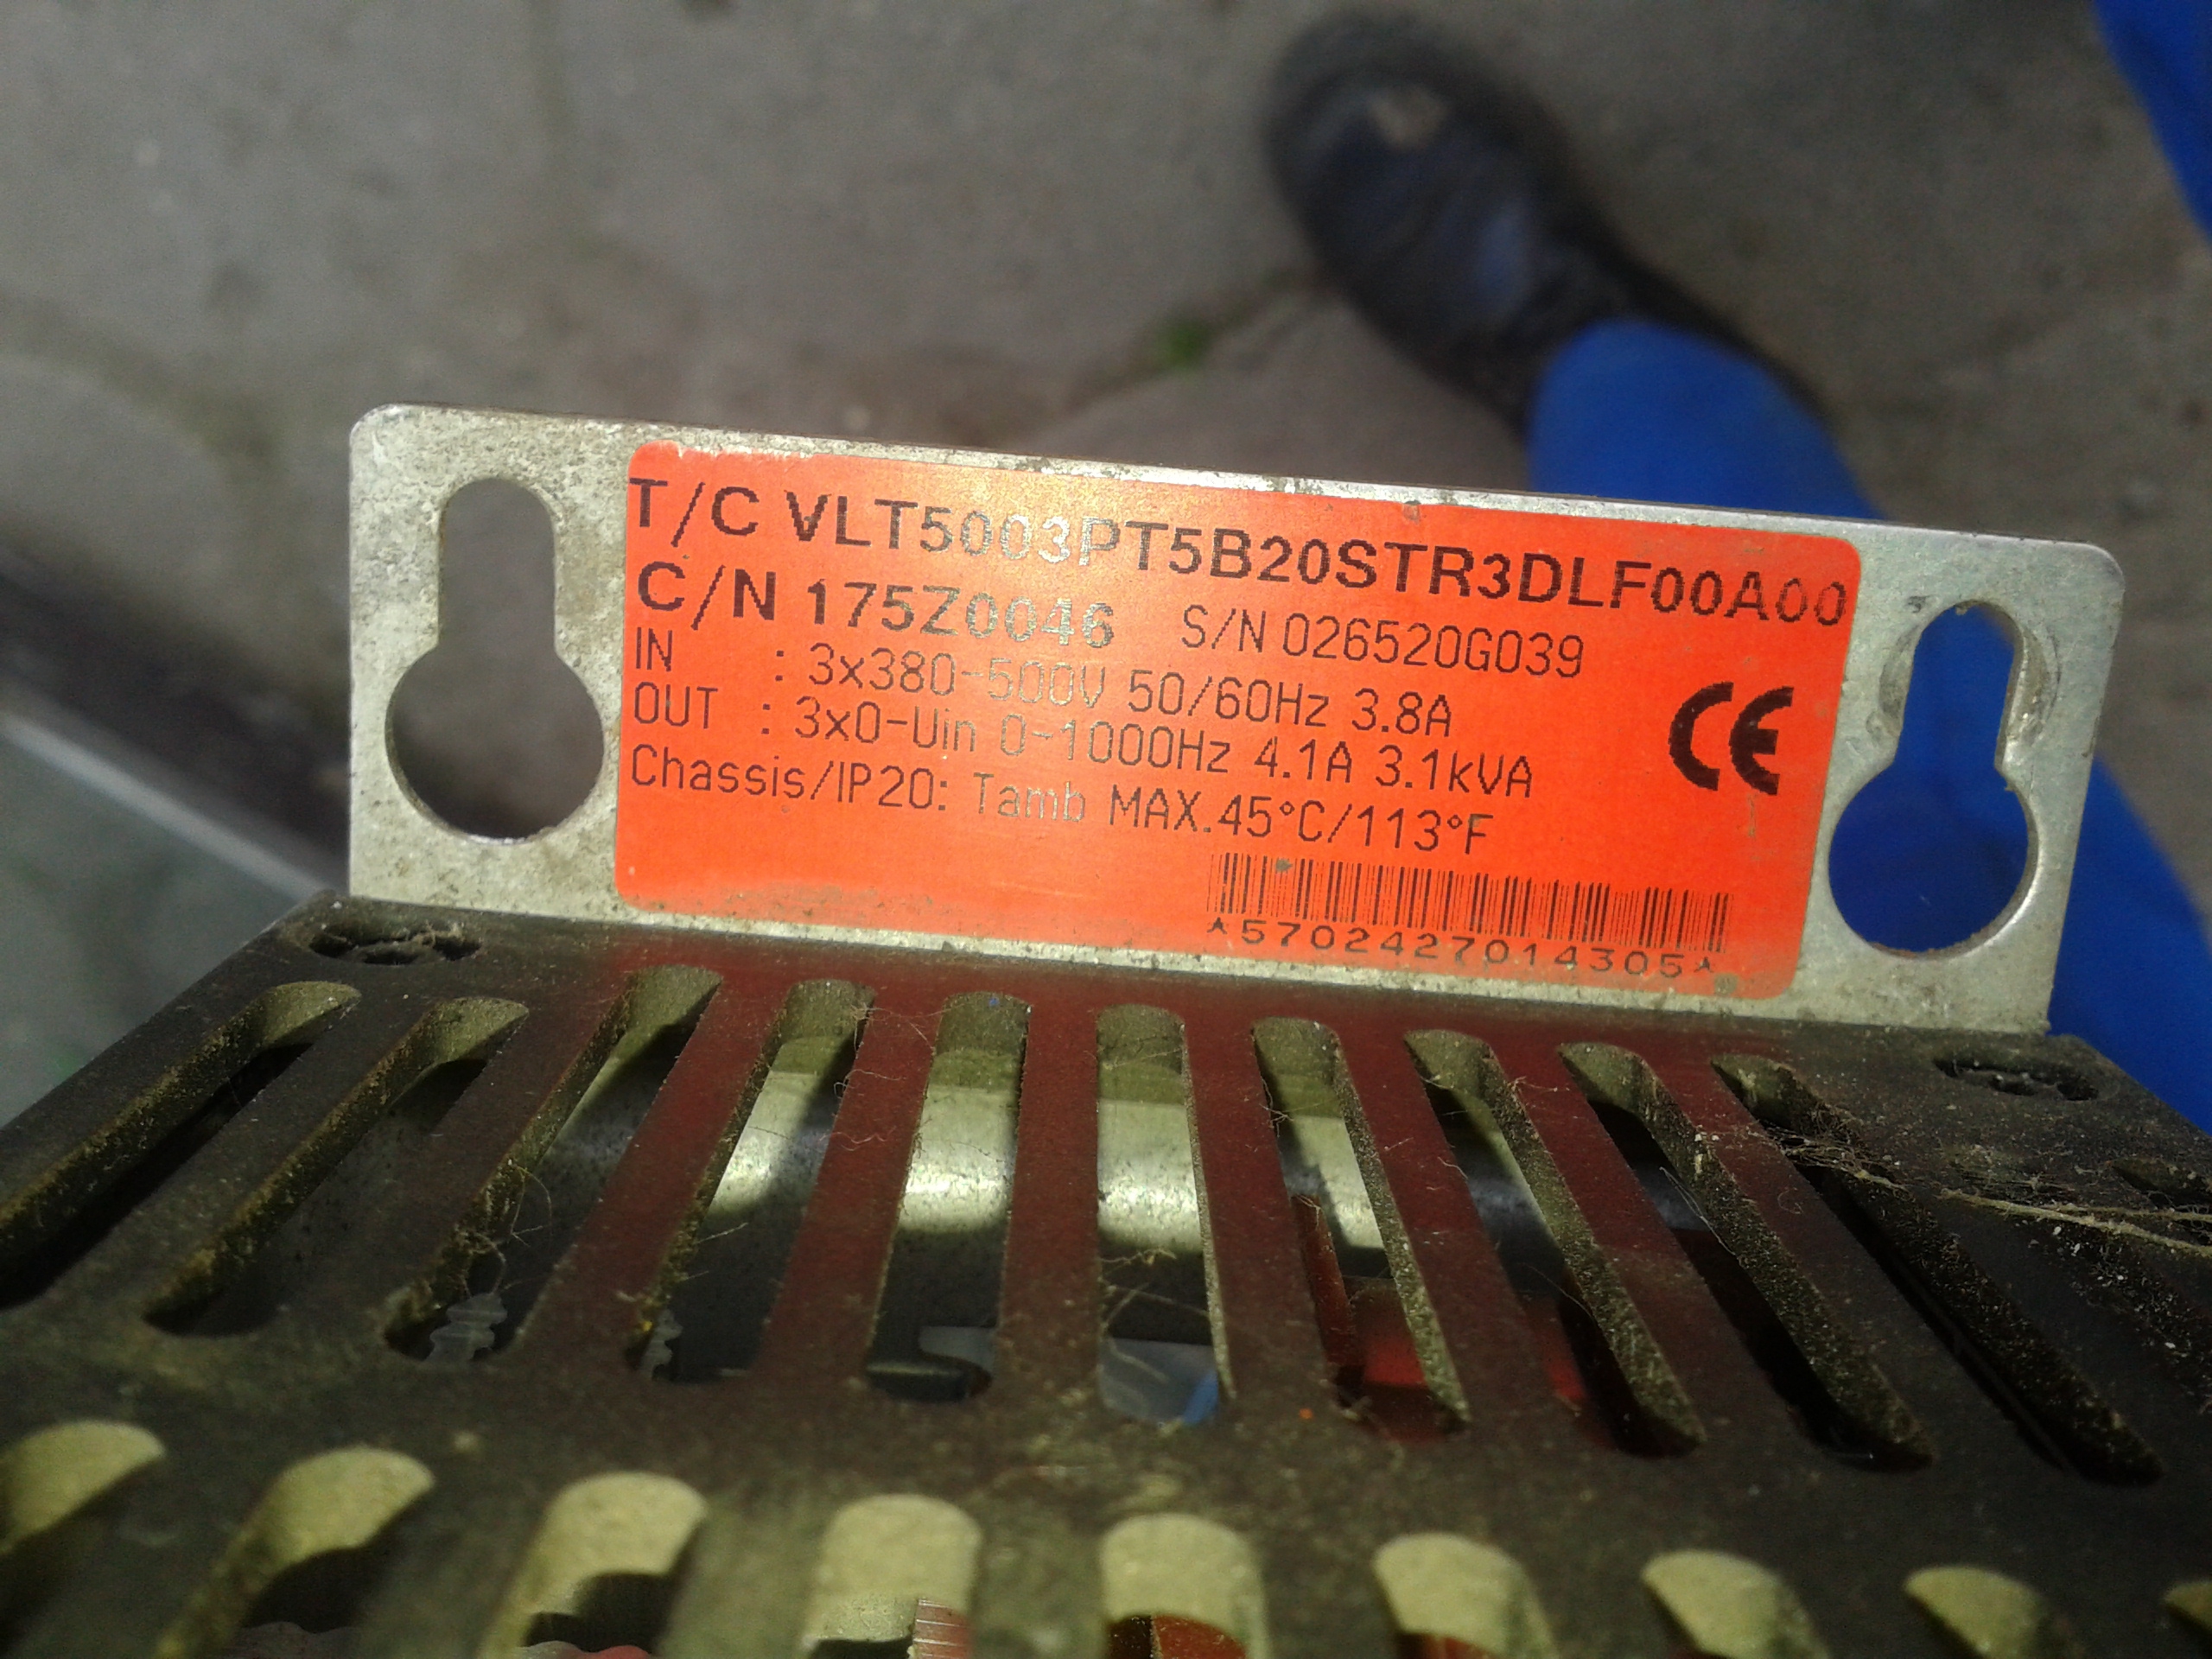 T/C VLT5003PT5B20STR3DLF00A00
C/N 175Z0046 S/N 026520G039
IN : 3x380-500V 50/60Hz 3.8A
OUT : 3x0-Uin 0-1000Hz 4.1A 3.1kVA
CE
Chassis/IP20: Tamb MAX.45°C/113°F
*5702427014305*